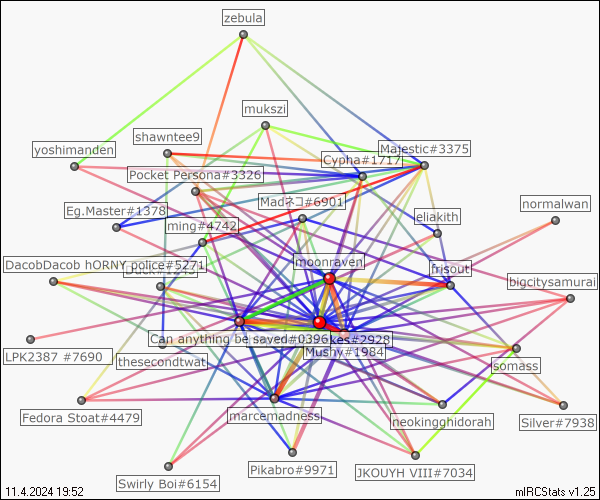 zebula
mukszi
shawntee9
yoshimanden
Majestic#3375
Cypha#1717
Pocket Persona#3326
Madネコ#6901
Eg.Master#1378
eliakith
normalwan
ming#4742
moonraven
DacobDacob hORNY police#5271
frisout
bigcitysamurai
Can anything be sayed#0396
kes#2928
Mushy#1984
LPK2387 #7690
thesecondtwat
somass
Fedora Stoat#4479
marcemadness
neokingghidorah
Silver#7938
Pikabro#9971
JKOUYH VIII#7034
Swirly Boi#6154
11.4.2024 19:52
mIRCStats v1.25